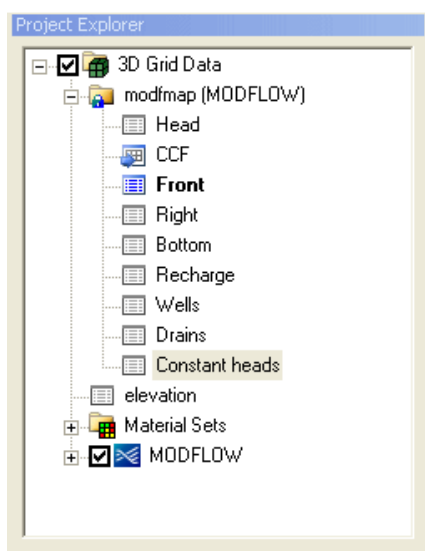 Project Explorer
3D Grid Data
modfmap (MODFLOW)
Head
CCF
Front
Right
Bottom
Recharge
Wells
Drains
Constant heads
elevation
Material Sets
MODFLOW